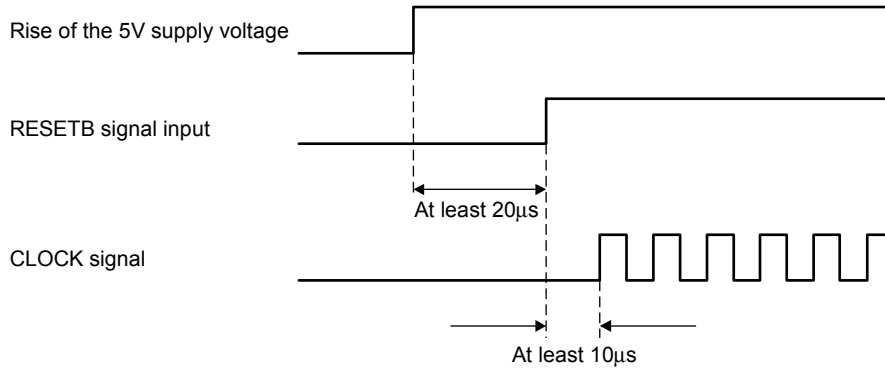 Rise of the 5V supply voltage
RESETB signal input
At least 20μs
CLOCK signal
At least 10μs